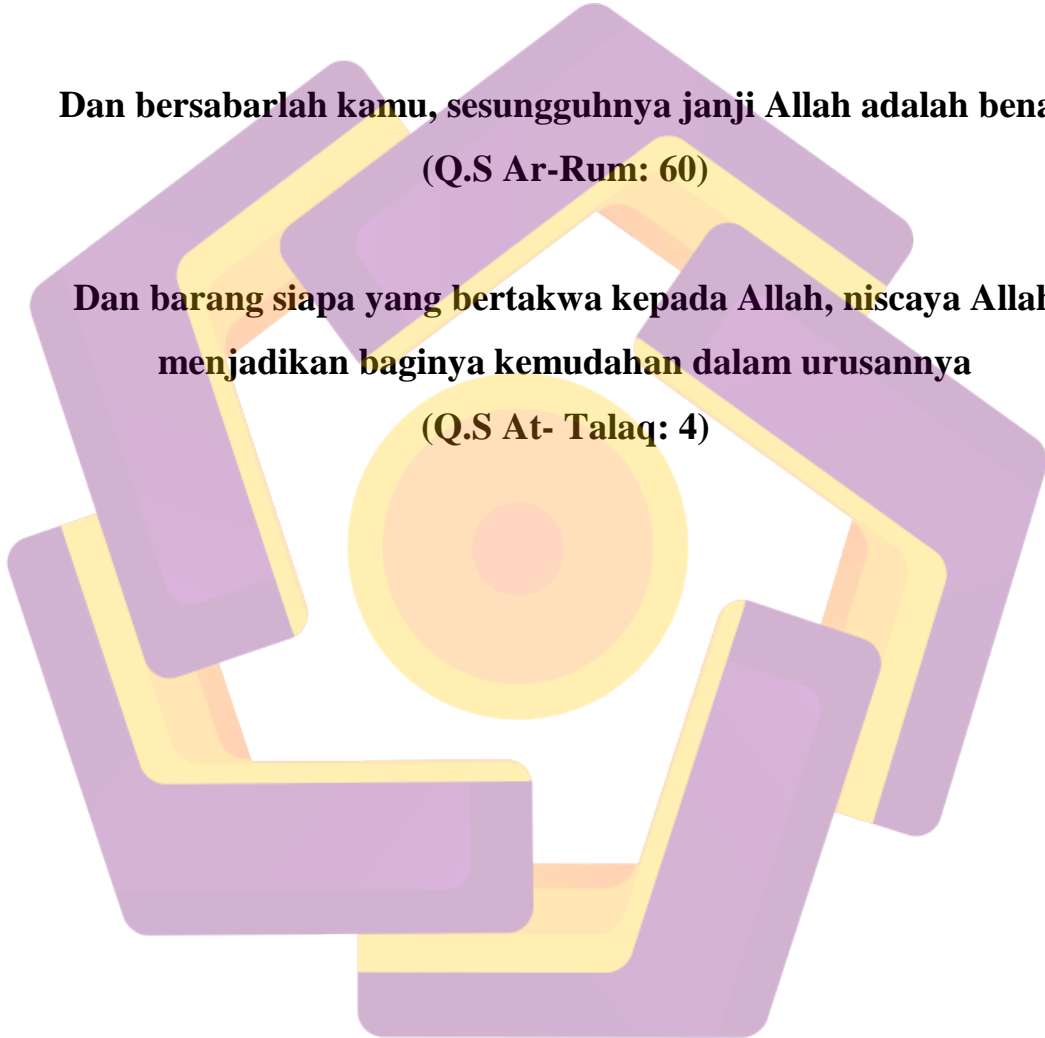 Dan bersabarlah kamu, sesungguhnya janji Allah adalah bena
(Q.S Ar-Rum: 60)
Dan barang siapa yang bertakwa kepada Allah, niscaya Allah
menjadikan baginya kemudahan dalam urusannya
(Q.S At- Talaq: 4)